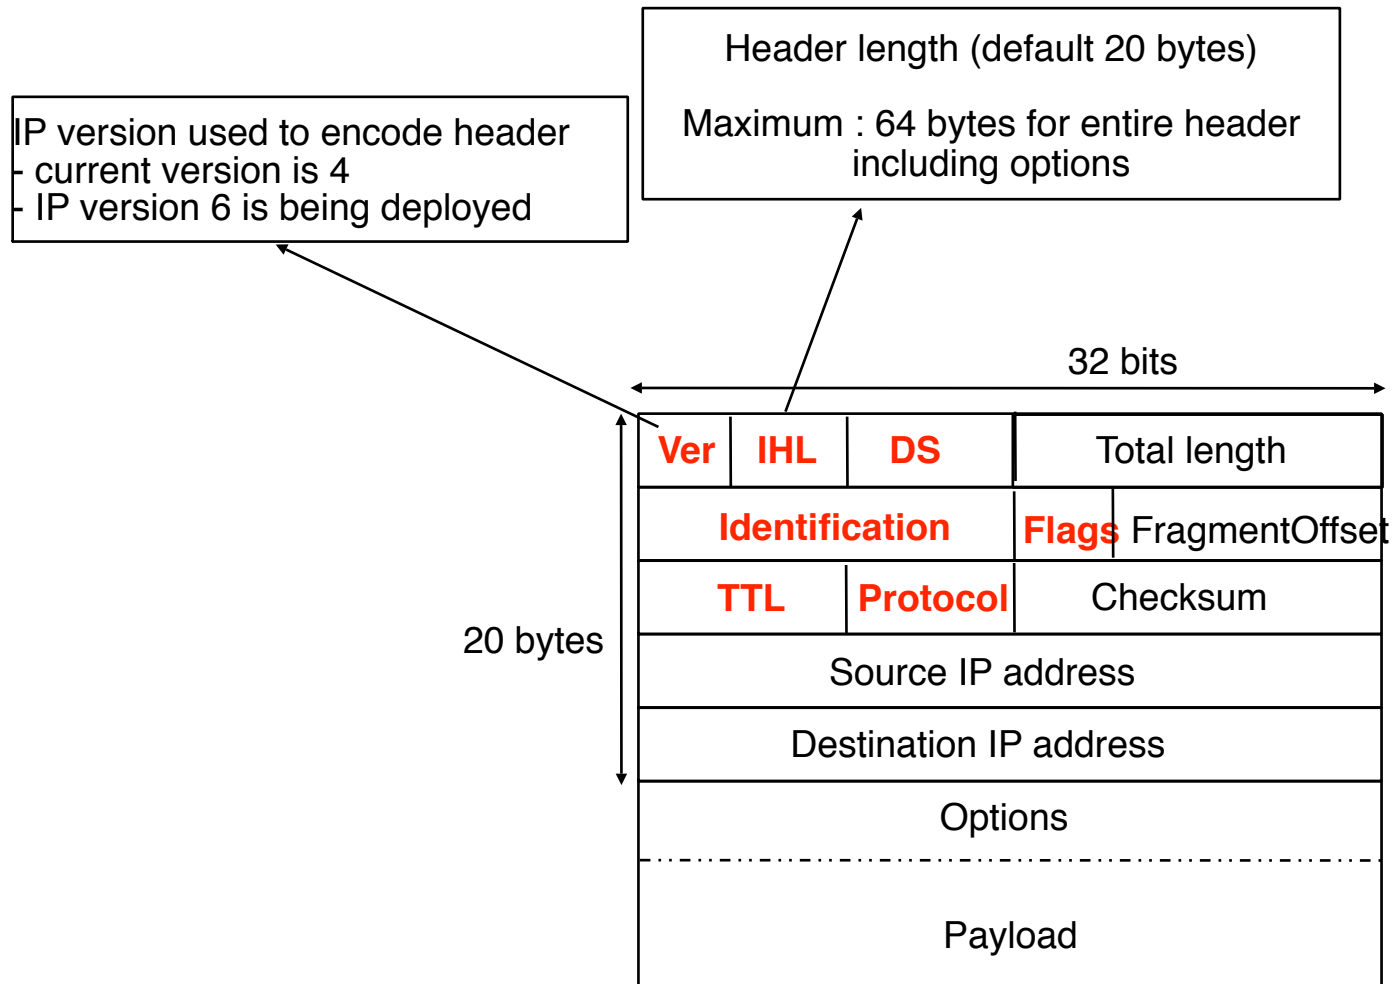 Header length (default 20 bytes)
Maximum : 64 bytes for entire header
including options
IP version used to encode header
- current version is 4
- IP version 6 is being deployed
32 bits
Ver IHL DS Total length
Identification Flags FragmentOffset
TTL Protocol Checksum
20 bytes
Source IP address
Destination IP address
Options
Payload